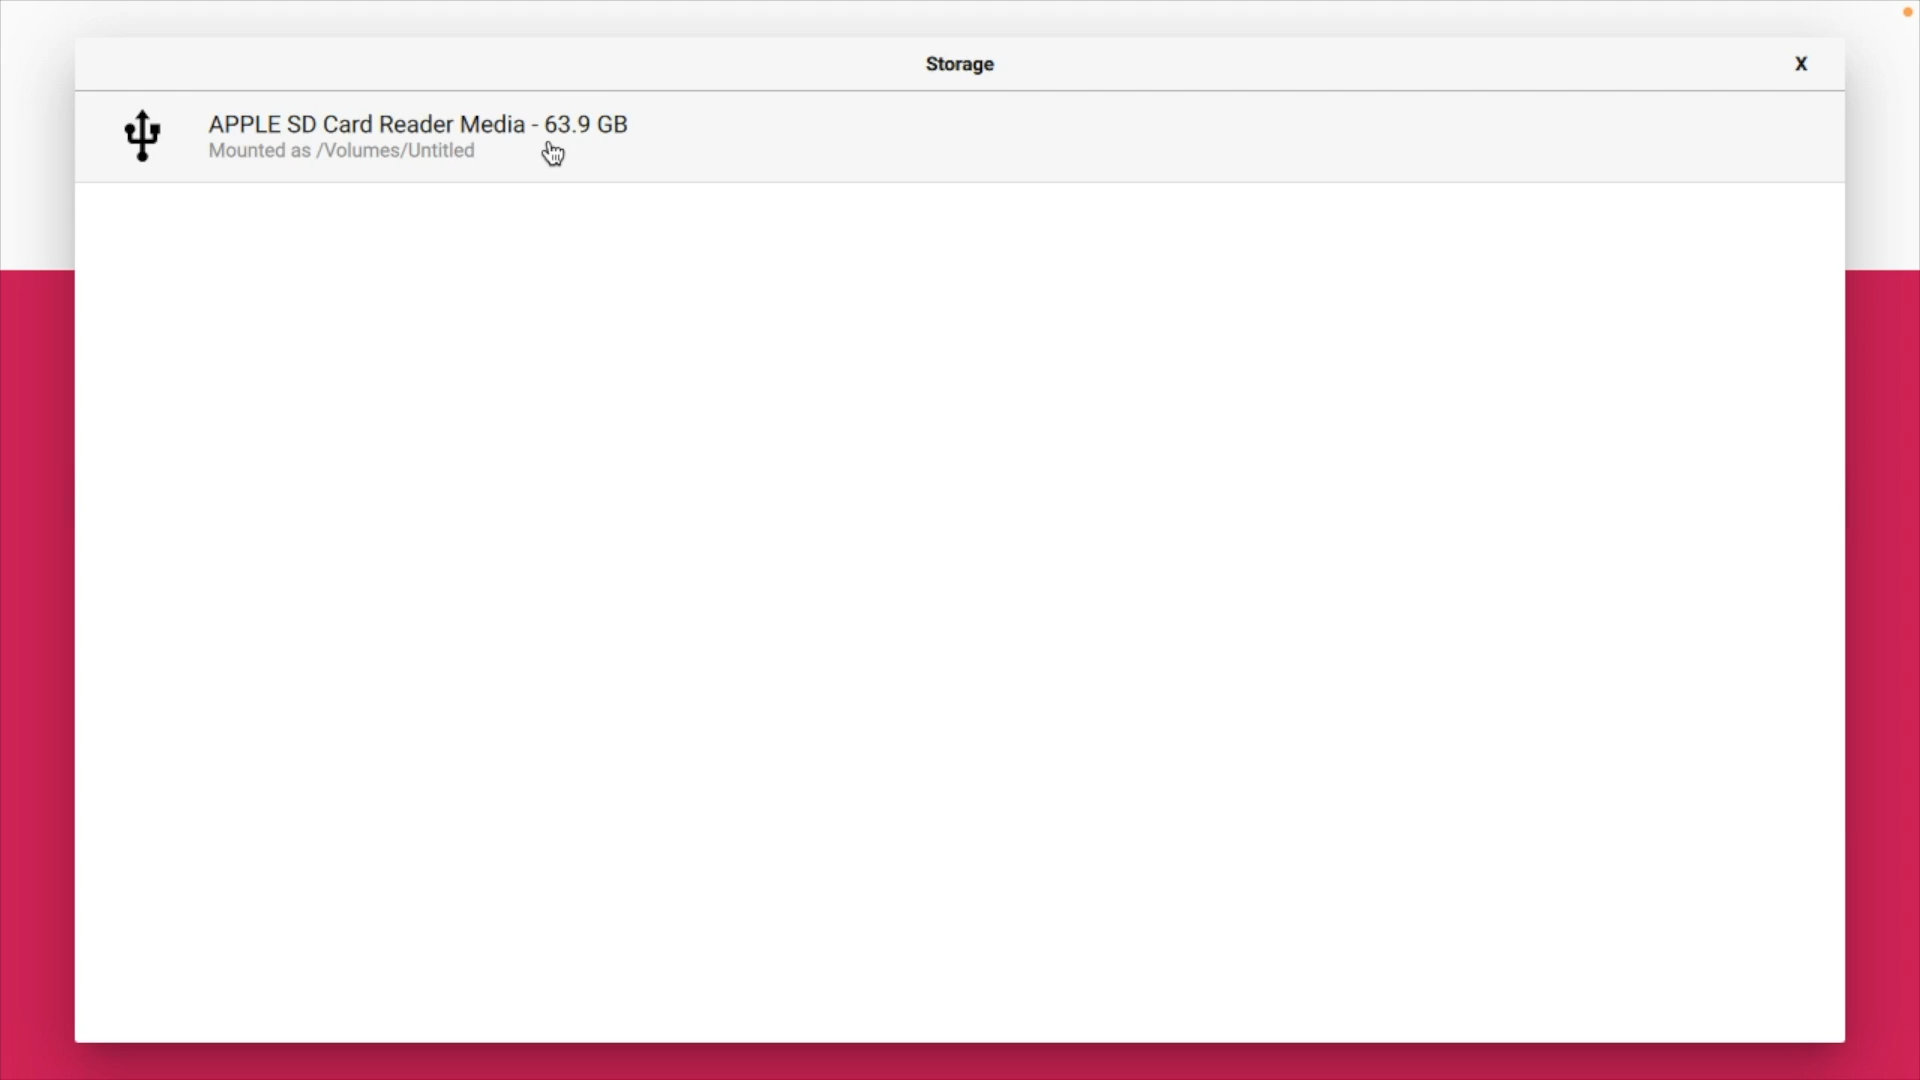 Storage
X
APPLE SD Card Reader Media - 63.9 GB
Mounted as /Volumes/Untitled